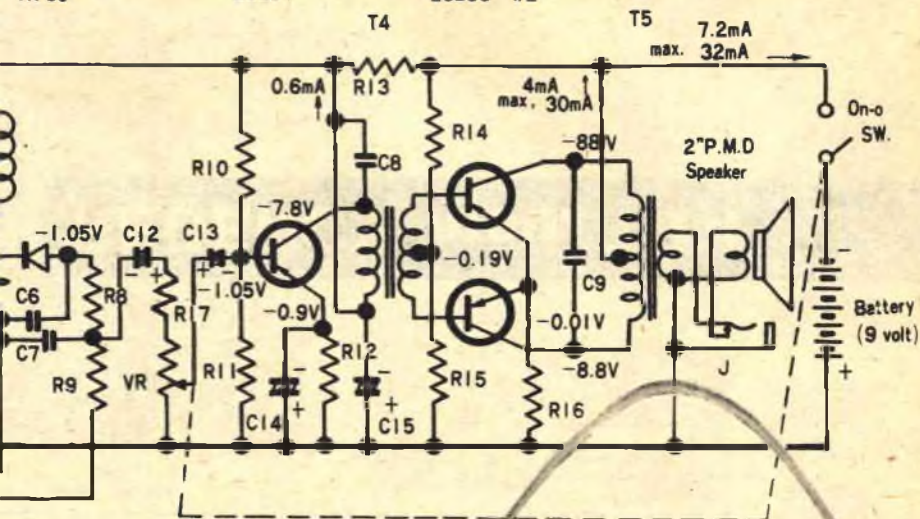 T4
T5
7.2mA
max. 32mA
0.6mA
R13
4mA
max. 30mA
On-o
SW.
R14
R10
C8
-88V
2"P.M.D
Speaker
-7.8V
-1.05V
C12
C13
-0.19V
-
C6
R8
- +
+ -
-1.05V
C9
Battery
(9 volt)
C7
R17
-0.9V
-0.01V
R12
R9
VR
R11
-
-
R15
-8.8V
J
+
C14
+
+
C15
R16